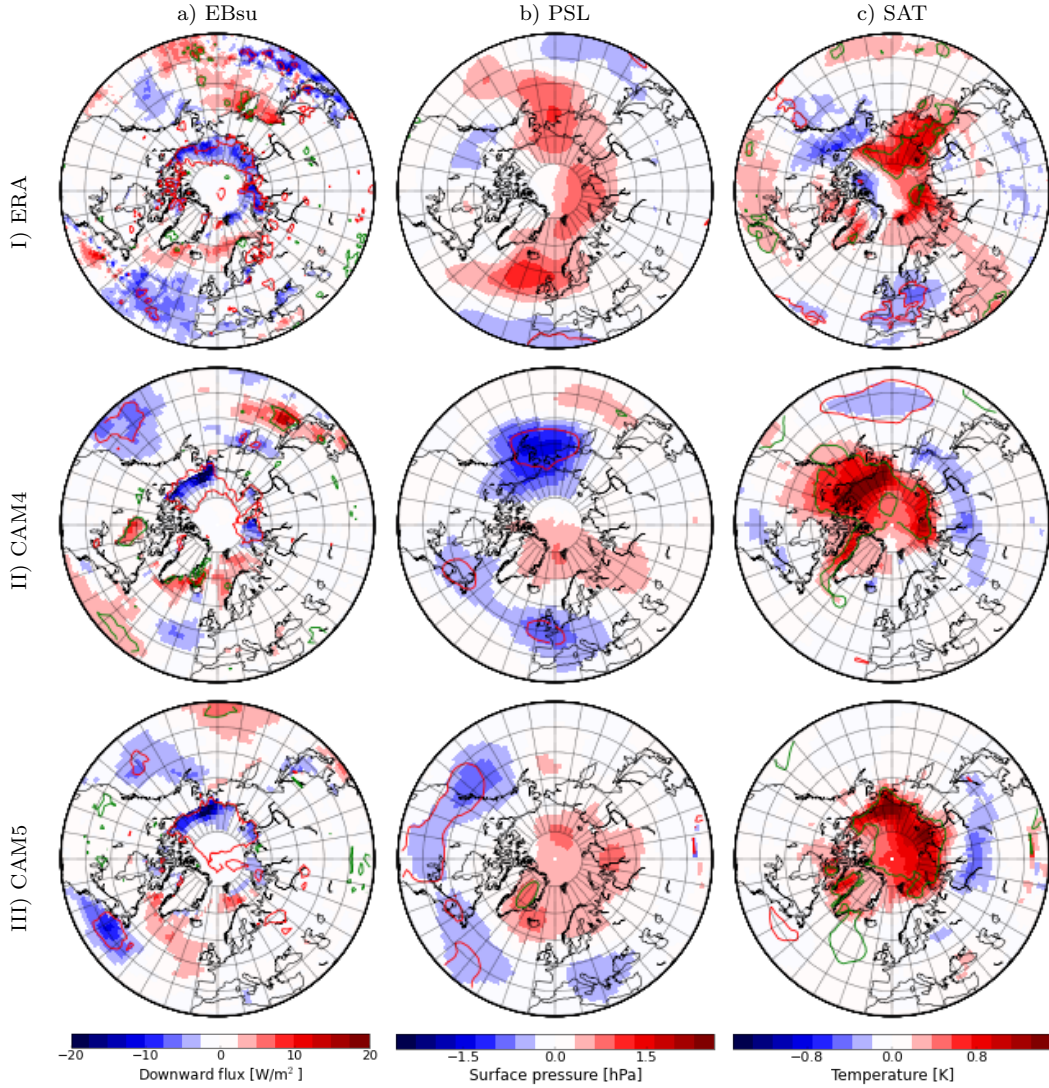 a) EBsu
b) PSL
c) SAT
I) ERA
II) CAM4
III) CAM5
−20 −10 0 10 20
Downward flux [W/m² ]
−1.5 0.0 1.5
Surface pressure [hPa]
−0.8 0.0 0.8
Temperature [K]